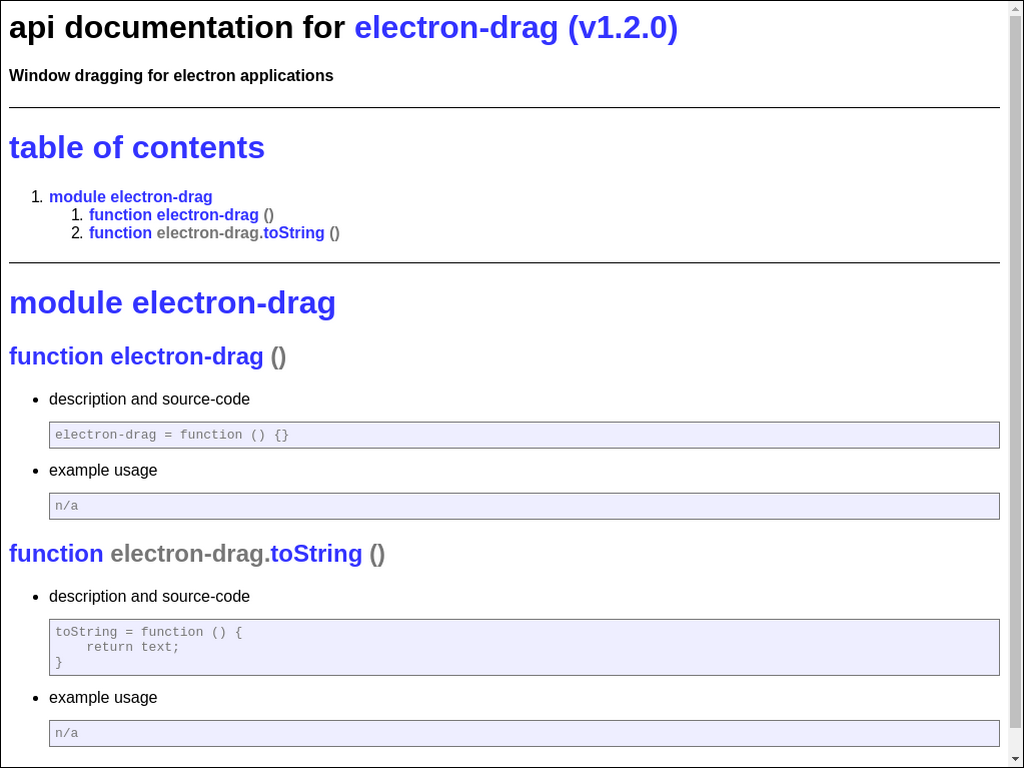 api documentation for electron-drag (v1.2.0)
Window dragging for electron applications
table of contents
1. module electron-drag
1. function electron-drag ()
2. function electron-drag.toString ()
module electron-drag
function electron-drag ()
• description and source-code
electron-drag = function () {}
• example usage
n/a
function electron-drag.toString ()
• description and source-code
toString = function () {
    return text;
}
• example usage
n/a